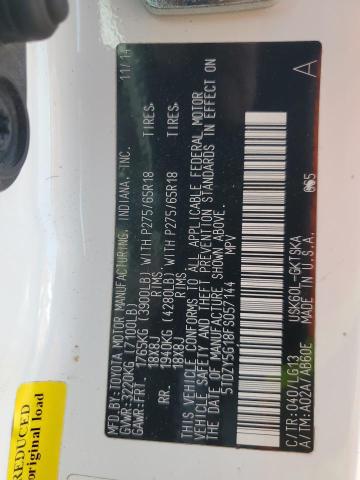 MFD. BY:TOYOTA MOTOR MANUFACTURING, INDIANA, INC. 11/14
GVWR:3220KG (7100LB)
GAWR:FRT. 1265KG (3900LB) WITH P275/65R18 TIRES,
18X8J RIMS,
RR. 1940KG (4280LB) WITH P275/65R18 TIRES,
18X8J RIMS,
THIS VEHICLE CONFORMS TO ALL APPLICABLE FEDERAL MOTOR
VEHICLE SAFETY AND THEFT PREVENTION STANDARDS IN EFFECT ON
THE DATE OF MANUFACTURE SHOWN ABOVE.
5TDZY5G18FS057144 MPV
A
065
C/TR:040/LG13 USK60L-GKTSKA
A/TM:A02A/AB60E MADE IN U.S.A.
REDUCED
original load